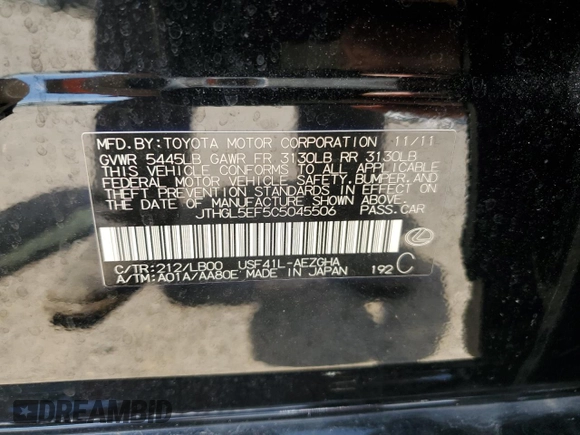 MFD. BY: TOYOTA MOTOR CORPORATION 11/11
GVWR 5445LB GAWR FR 3130LB RR 3130LB
THIS VEHICLE CONFORMS TO ALL APPLICABLE
FEDERAL MOTOR VEHICLE SAFETY, BUMPER, AND
THEFT PREVENTION STANDARDS IN EFFECT ON
THE DATE OF MANUFACTURE SHOWN ABOVE.
JTHGL5EF5C5045506 PASS. CAR
C/TR: 212/LB00 USF41L-AEZGHA
A/TM: A01A/AA80E MADE IN JAPAN 192 C
DREAMBID